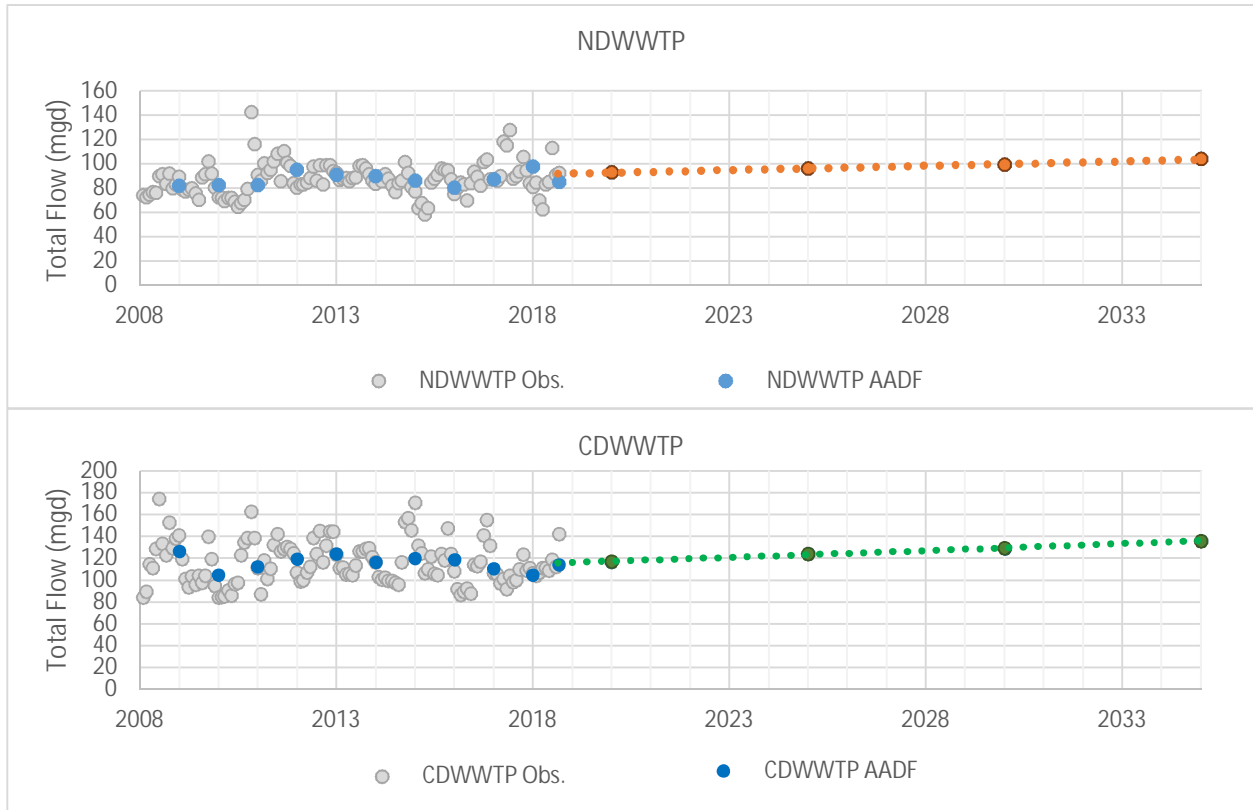 NDWWTP
160
140
120
100
80
60
40
20
0
Total Flow (mgd)
2008 2013 2018 2023 2028 2033
NDWWTP Obs. NDWWTP AADF
CDWWTP
200
180
160
140
120
100
80
60
40
20
0
Total Flow (mgd)
2008 2013 2018 2023 2028 2033
CDWWTP Obs. CDWWTP AADF